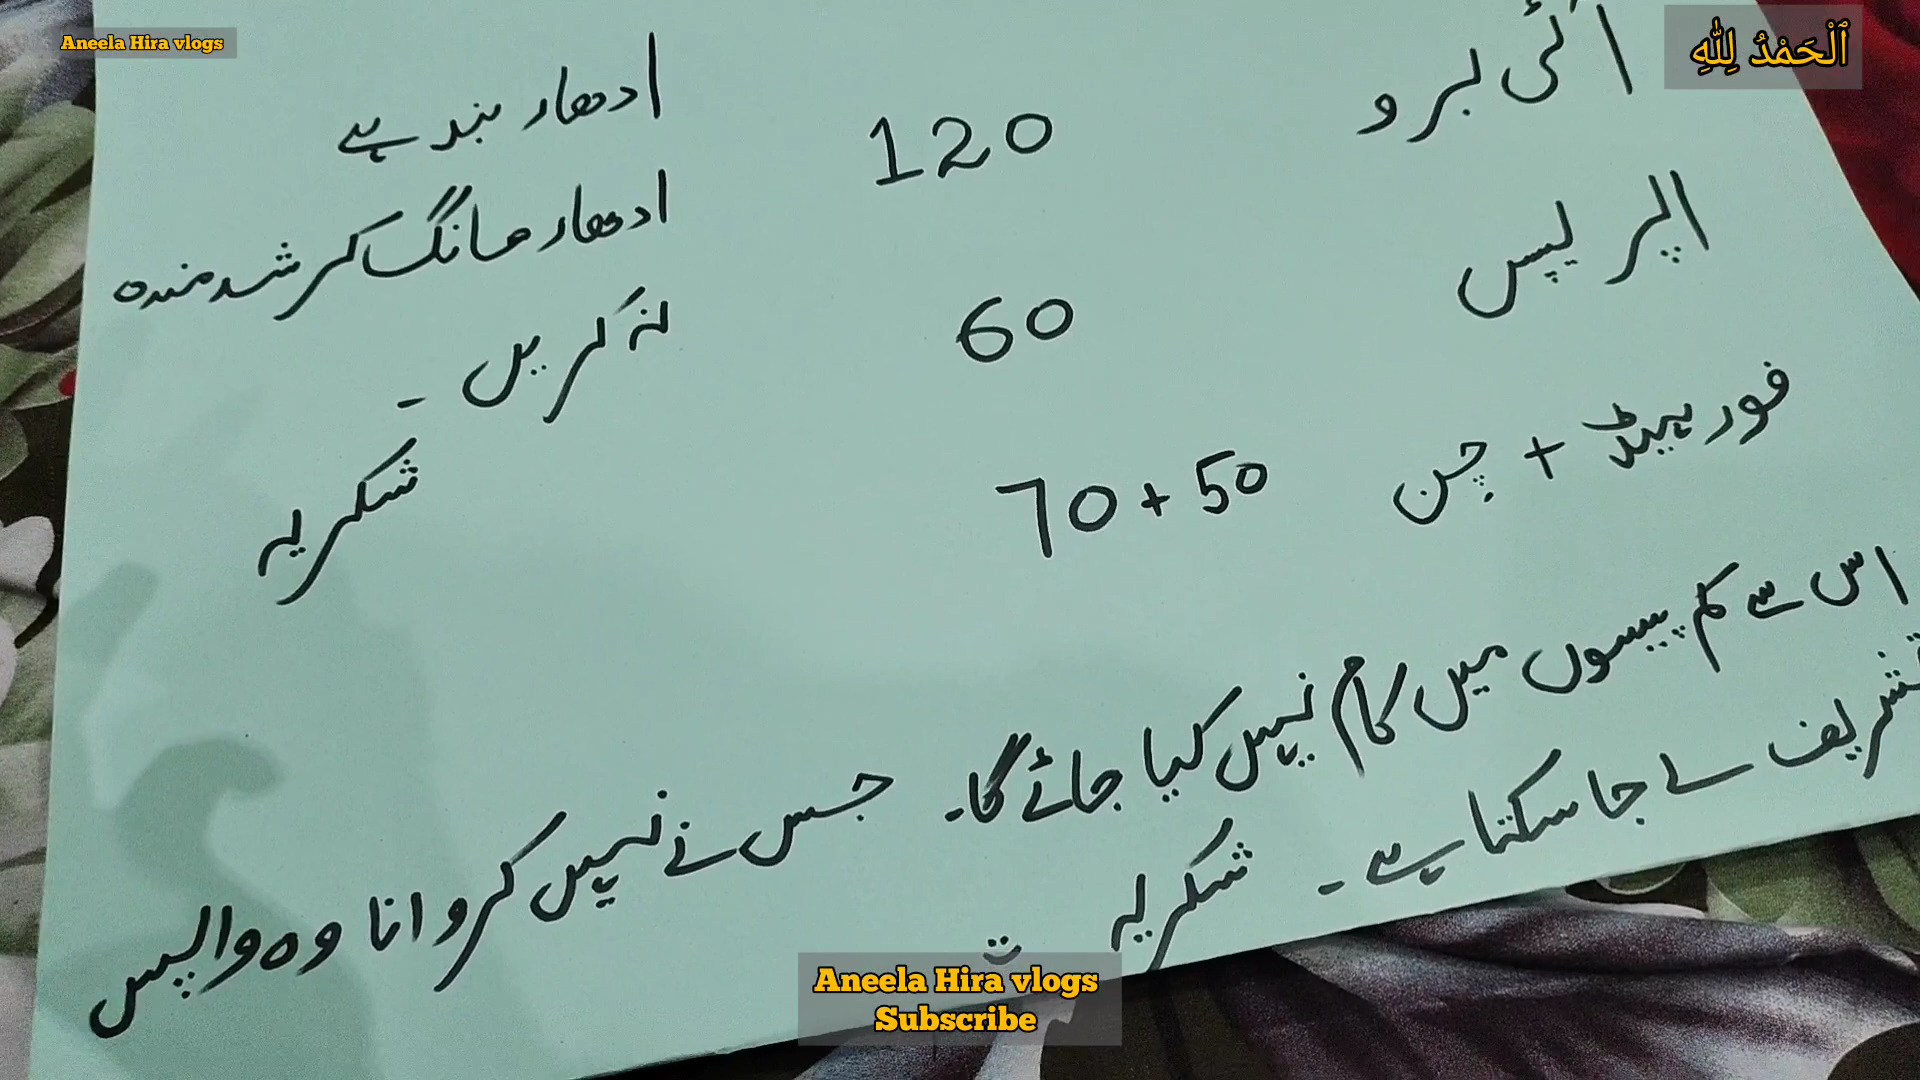 Aneela Hira vlogs
ٱلْحَمْدُ لِلّٰهِ
آئی برو 120
اپر لپس 60
فور ہیڈ + چن 70 + 50
ادھار بند ہے
ادھار مانگ کر شرمندہ
نہ کریں ۔
شکریہ
اس سے کم پیسوں میں کام نہیں کیا جائے گا۔ جس نے نہیں کروانا وہ واپس
تشریف لے جا سکتا ہے ۔ شکریہ
Aneela Hira vlogs
Subscribe